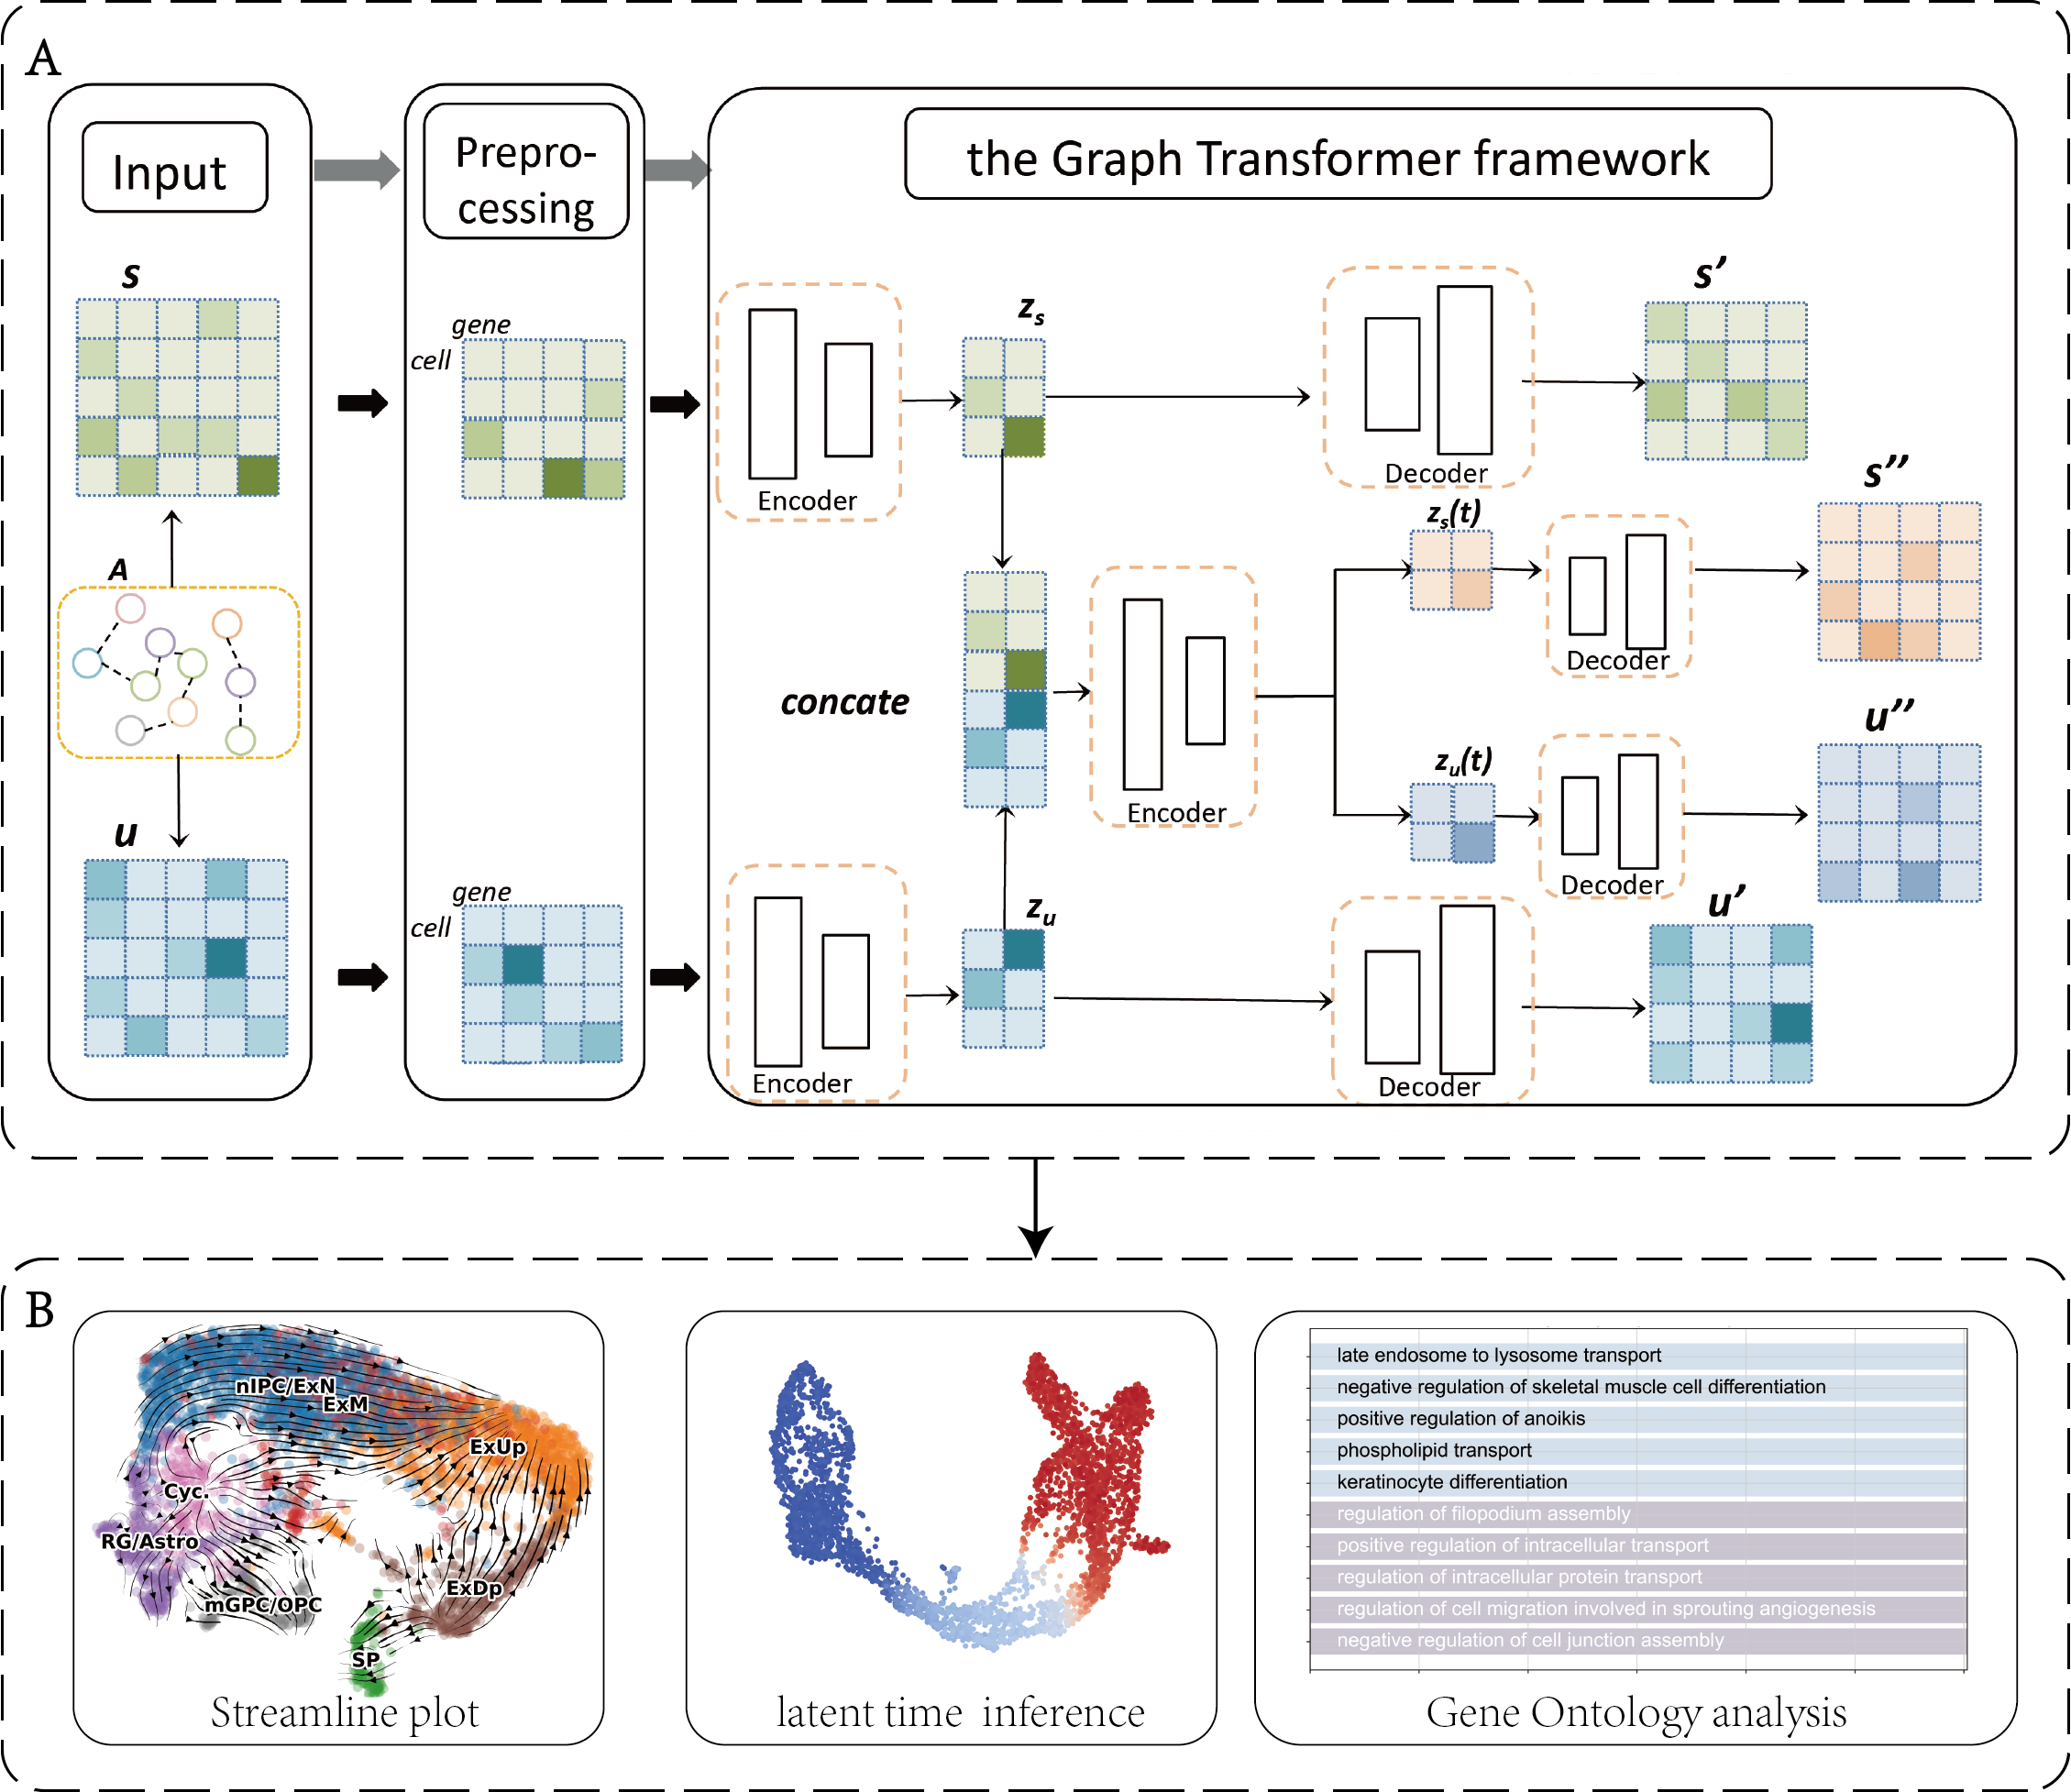 A
Input
Prepro-
cessing
the Graph Transformer framework
s
gene
cell
Encoder
z_s
Decoder
s’
s’’
z_s(t)
Decoder
A
concate
Encoder
z_u(t)
Decoder
u’’
u
gene
cell
Encoder
z_u
Decoder
u’
B
nIPC/ExN
ExM
ExUp
Cyc.
RG/Astro
mGPC/OPC
ExDp
SP
Streamline plot
latent time inference
late endosome to lysosome transport
negative regulation of skeletal muscle cell differentiation
positive regulation of anoikis
phospholipid transport
keratinocyte differentiation
regulation of filopodium assembly
positive regulation of intracellular transport
regulation of intracellular protein transport
regulation of cell migration involved in sprouting angiogenesis
negative regulation of cell junction assembly
Gene Ontology analysis